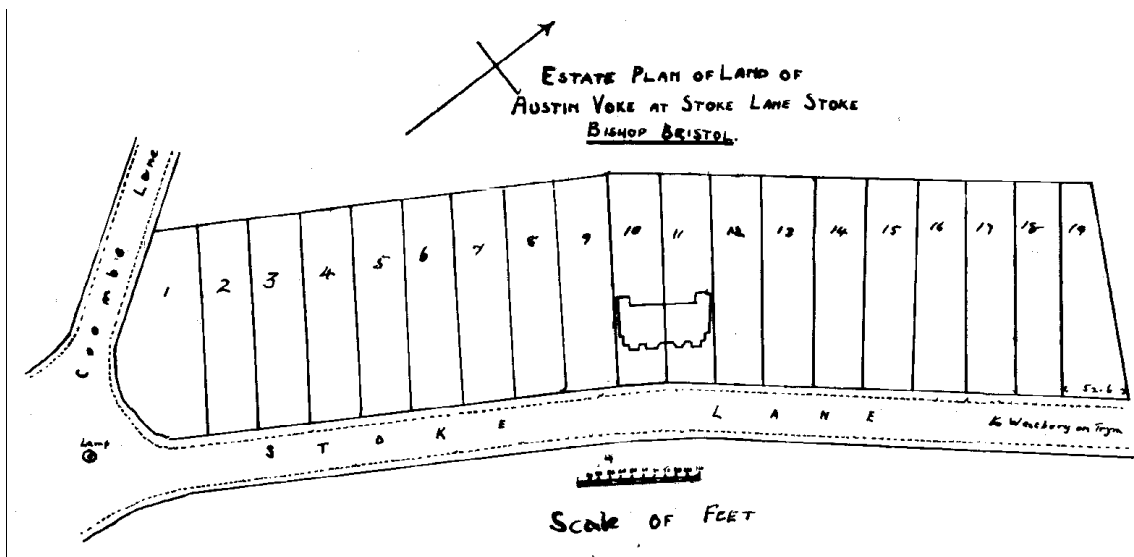 ESTATE PLAN OF LAND OF
AUSTIN VOKE AT STOKE LANE STOKE
BISHOP BRISTOL.
Coombe Lane
1 2 3 4 5 6 7 8 9 10 11 12 13 14 15 16 17 18 19
52.6
STOKE LANE
to Westbury on Trym
Lamp
Scale OF FEET